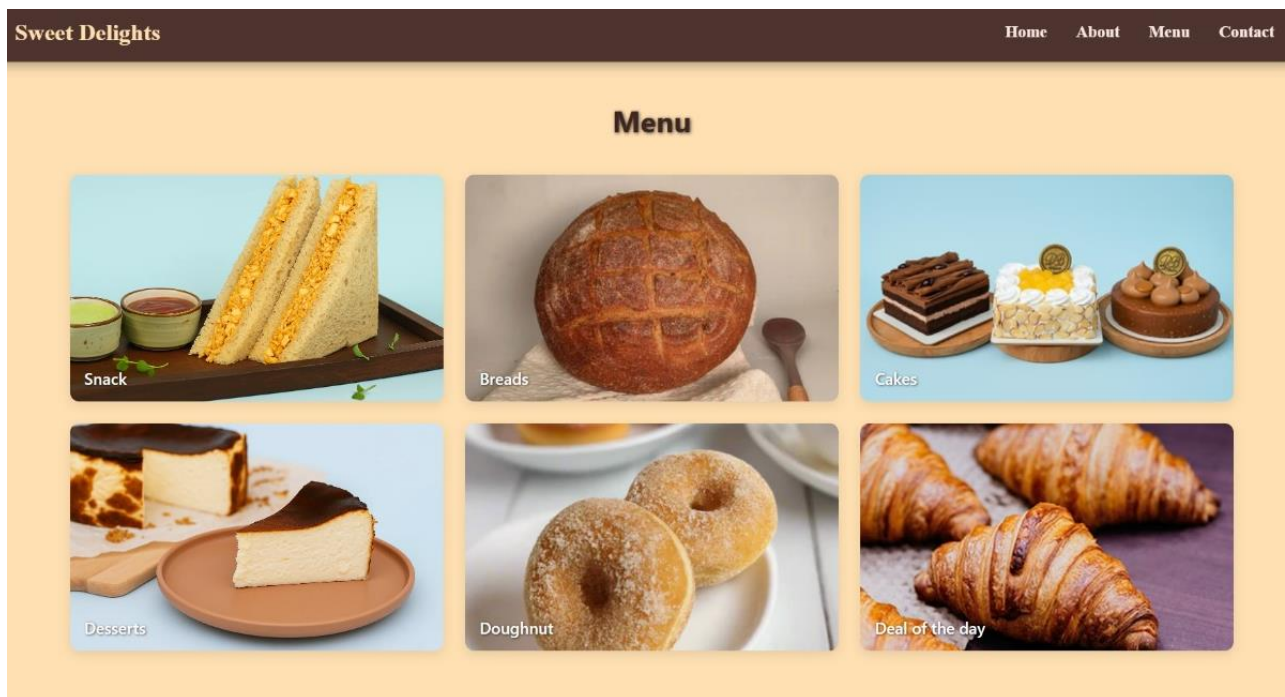 Sweet Delights
Home About Menu Contact
Menu
Snack
Breads
Cakes
Desserts
Doughnut
Deal of the day